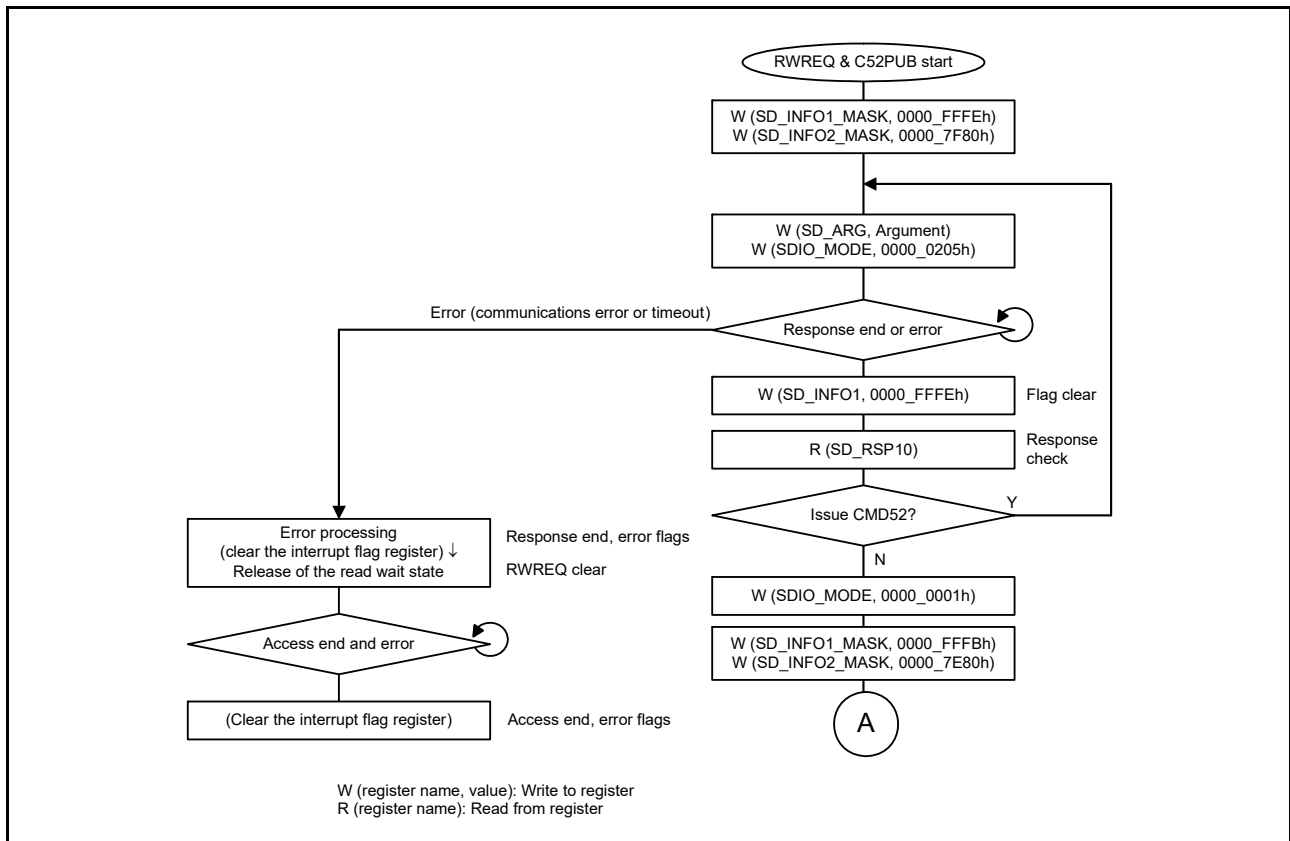 RWREQ & C52PUB start
W (SD_INFO1_MASK, 0000_FFFEh)
W (SD_INFO2_MASK, 0000_7F80h)
W (SD_ARG, Argument)
W (SDIO_MODE, 0000_0205h)
Error (communications error or timeout)
Response end or error
W (SD_INFO1, 0000_FFFEh)
Flag clear
R (SD_RSP10)
Response
check
Issue CMD52?
Y
N
Error processing
(clear the interrupt flag register) ↓
Release of the read wait state
Response end, error flags
RWREQ clear
W (SDIO_MODE, 0000_0001h)
Access end and error
W (SD_INFO1_MASK, 0000_FFFBh)
W (SD_INFO2_MASK, 0000_7E80h)
(Clear the interrupt flag register)
Access end, error flags
A
W (register name, value): Write to register
R (register name): Read from register